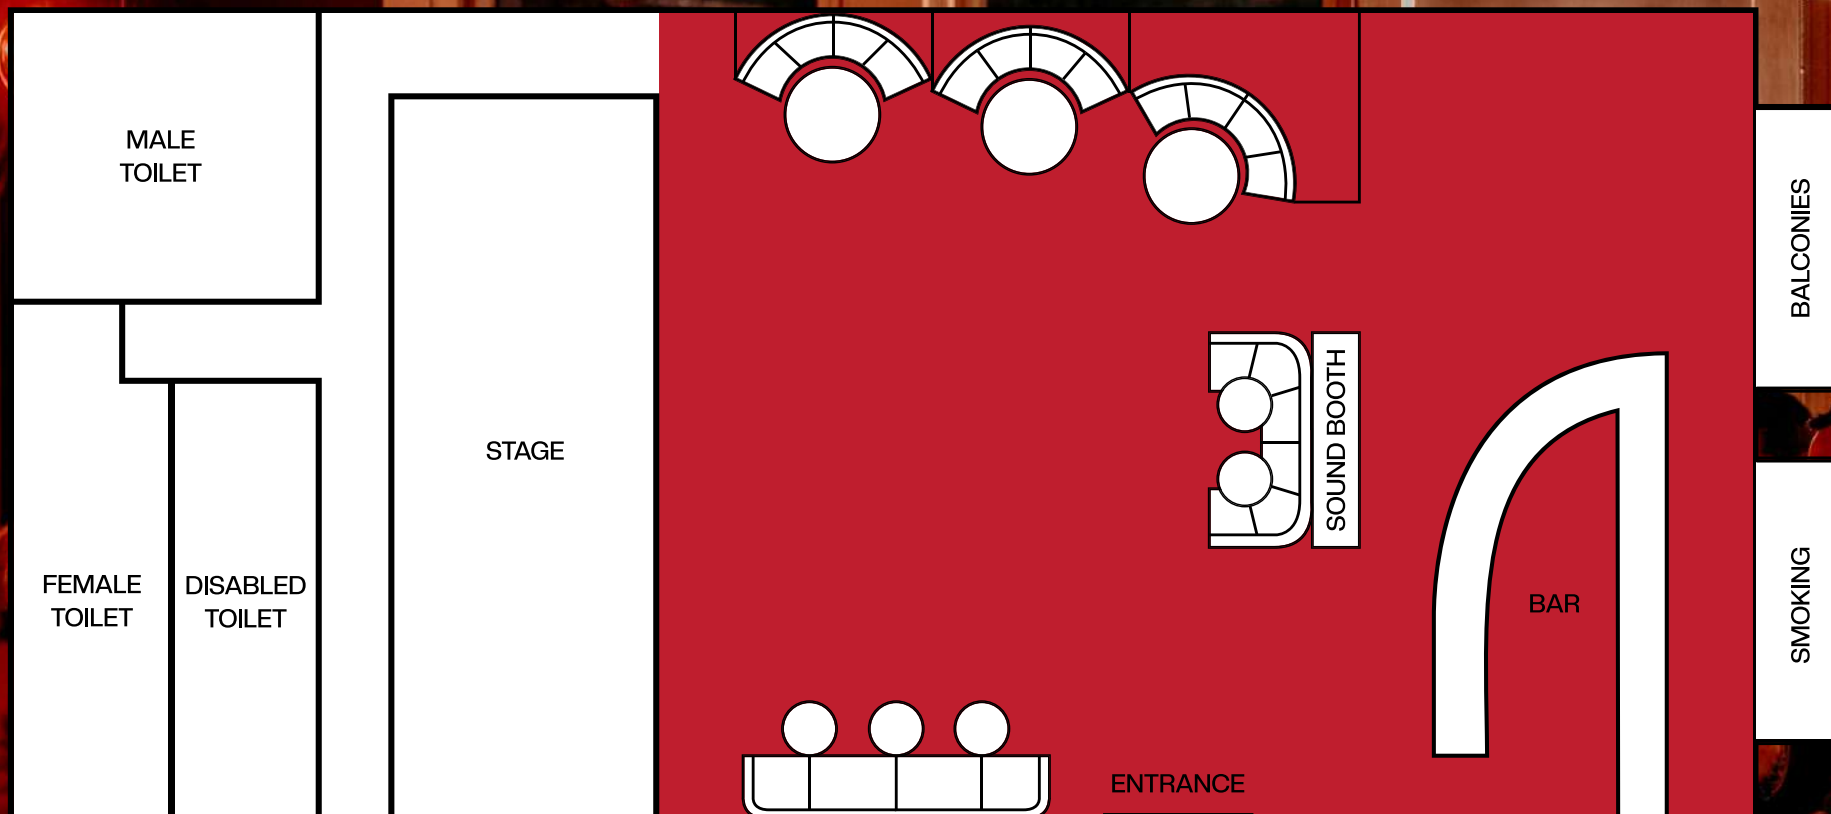 MALE
TOILET
BALCONIES
SOUND BOOTH
STAGE
FEMALE
TOILET
DISABLED
TOILET
BAR
SMOKING
ENTRANCE